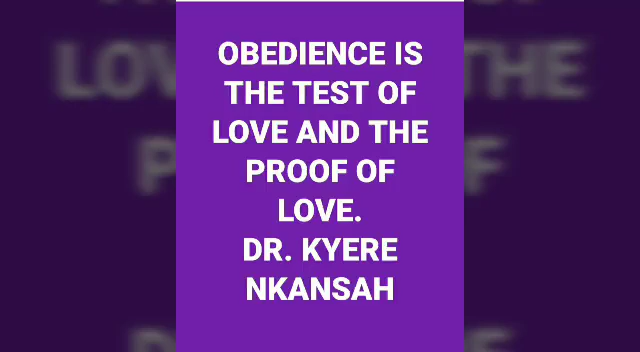 OBEDIENCE IS
THE TEST OF
LOVE AND THE
PROOF OF
LOVE.
DR. KYERE
NKANSAH